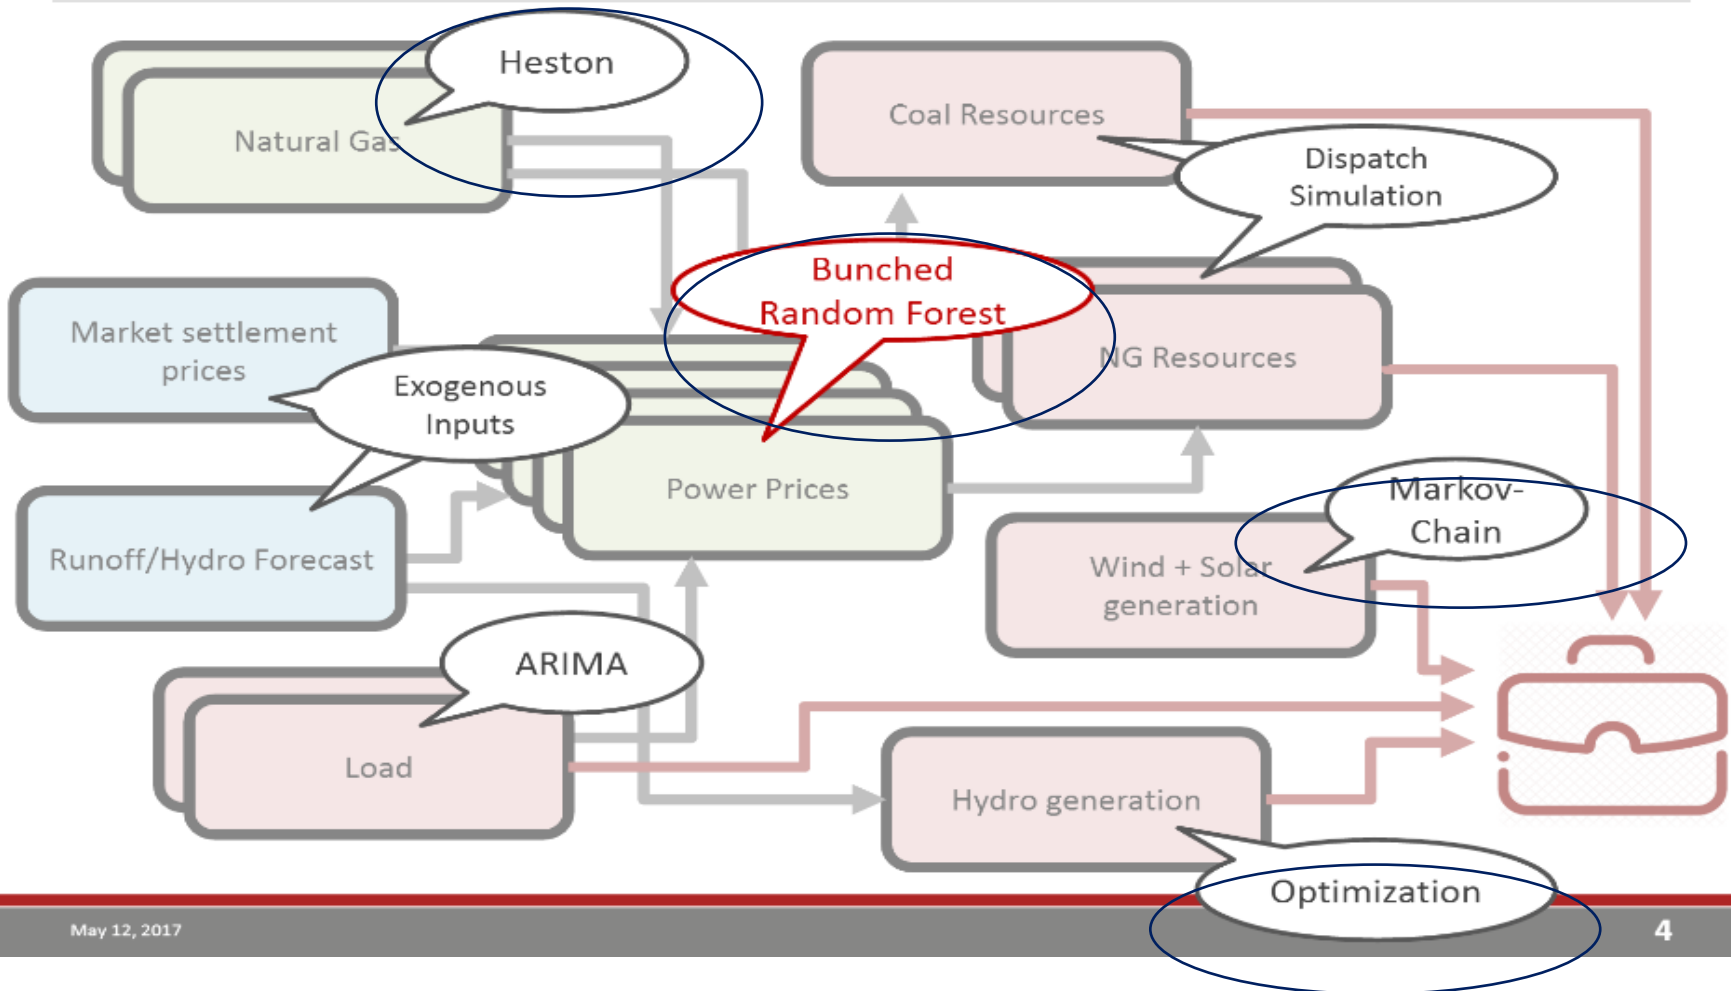 Heston
Natural Gas
Coal Resources
Dispatch
Simulation
Bunched
Random Forest
Market settlement
prices
Exogenous
Inputs
NG Resources
Power Prices
Markov-
Chain
Runoff/Hydro Forecast
Wind + Solar
generation
ARIMA
Load
Hydro generation
Optimization
May 12, 2017
4